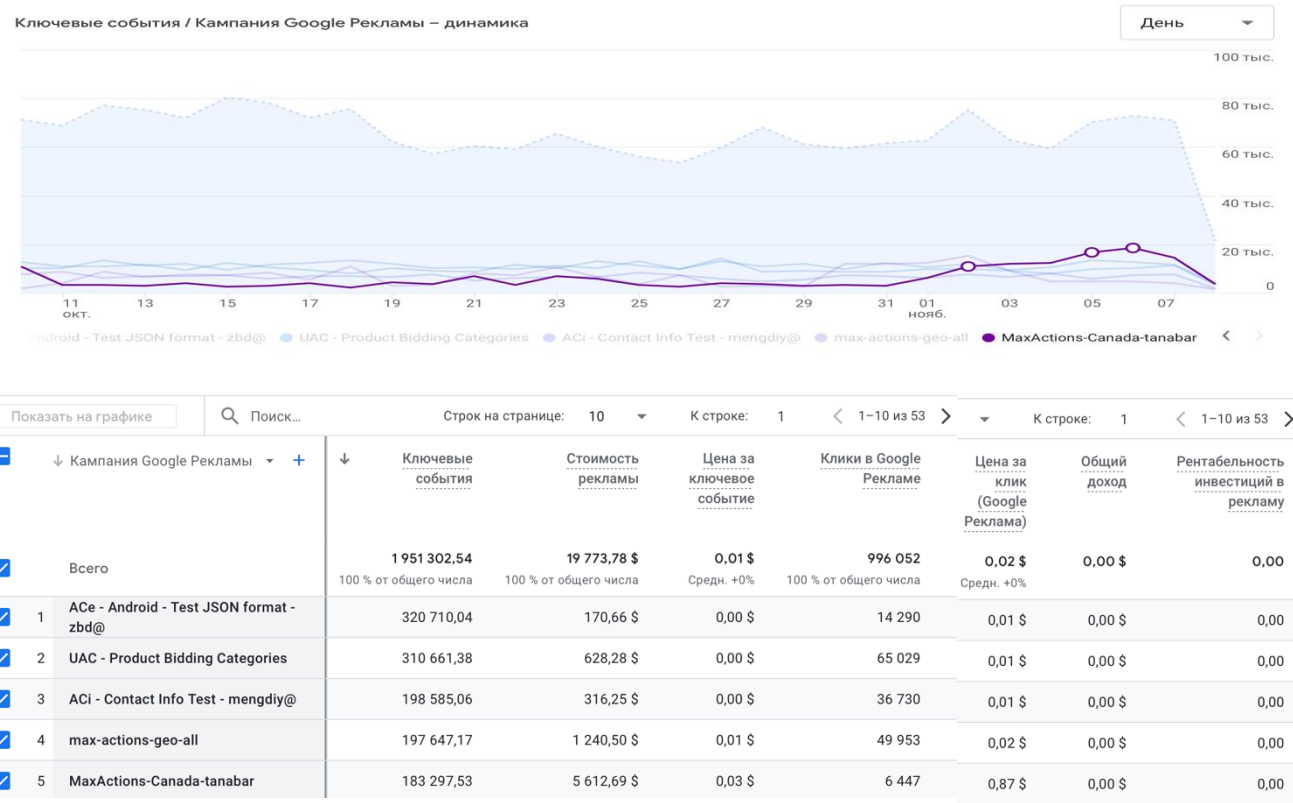 Ключевые события / Кампания Google Рекламы – динамика
День
100 тыс.
80 тыс.
60 тыс.
40 тыс.
20 тыс.
0
11 13 15 17 19 21 23 25 27 29 31 01 03 05 07
окт. нояб.
ndroid - Test JSON format - zbd@ UAC - Product Bidding Categories ACi - Contact Info Test - mengdiy@ max-actions-geo-all MaxActions-Canada-tanabar
Показать на графике Поиск... Строк на странице: 10 К строке: 1 1–10 из 53 К строке: 1 1–10 из 53
Кампания Google Рекламы + Ключевые Стоимость Цена за Клики в Google Цена за Общий Рентабельность
события рекламы ключевое Рекламе клик доход инвестиций в
событие (Google рекламу
Рекламa)
Всего 1 951 302,54 19 773,78 $ 0,01 $ 996 052 0,02 $ 0,00 $ 0,00
100 % от общего числа 100 % от общего числа Средн. +0% 100 % от общего числа Средн. +0%
1 ACe - Android - Test JSON format - 320 710,04 170,66 $ 0,00 $ 14 290 0,01 $ 0,00 $ 0,00
zbd@
2 UAC - Product Bidding Categories 310 661,38 628,28 $ 0,00 $ 65 029 0,01 $ 0,00 $ 0,00
3 ACi - Contact Info Test - mengdiy@ 198 585,06 316,25 $ 0,00 $ 36 730 0,01 $ 0,00 $ 0,00
4 max-actions-geo-all 197 647,17 1 240,50 $ 0,01 $ 49 953 0,02 $ 0,00 $ 0,00
5 MaxActions-Canada-tanabar 183 297,53 5 612,69 $ 0,03 $ 6 447 0,87 $ 0,00 $ 0,00